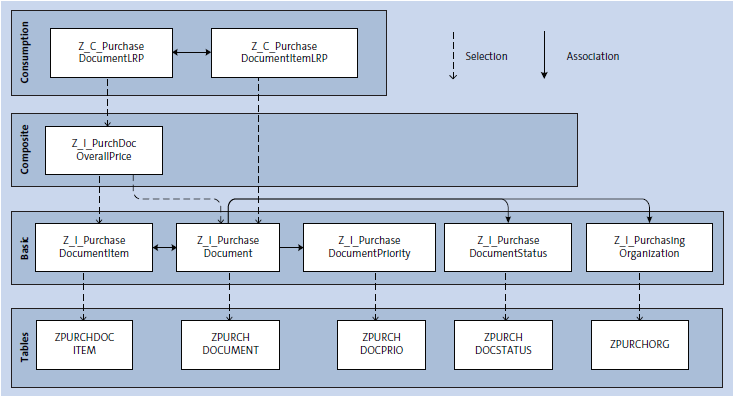 Consumption
Z_C_Purchase
DocumentLRP
Z_C_Purchase
DocumentItemLRP
Selection
Association
Composite
Z_I_PurchDoc
OverallPrice
Basic
Z_I_Purchase
DocumentItem
Z_I_Purchase
Document
Z_I_Purchase
DocumentPriority
Z_I_Purchase
DocumentStatus
Z_I_Purchasing
Organization
Tables
ZPURCHDOC
ITEM
ZPURCH
DOCUMENT
ZPURCH
DOCPRIO
ZPURCH
DOCSTATUS
ZPURCHORG